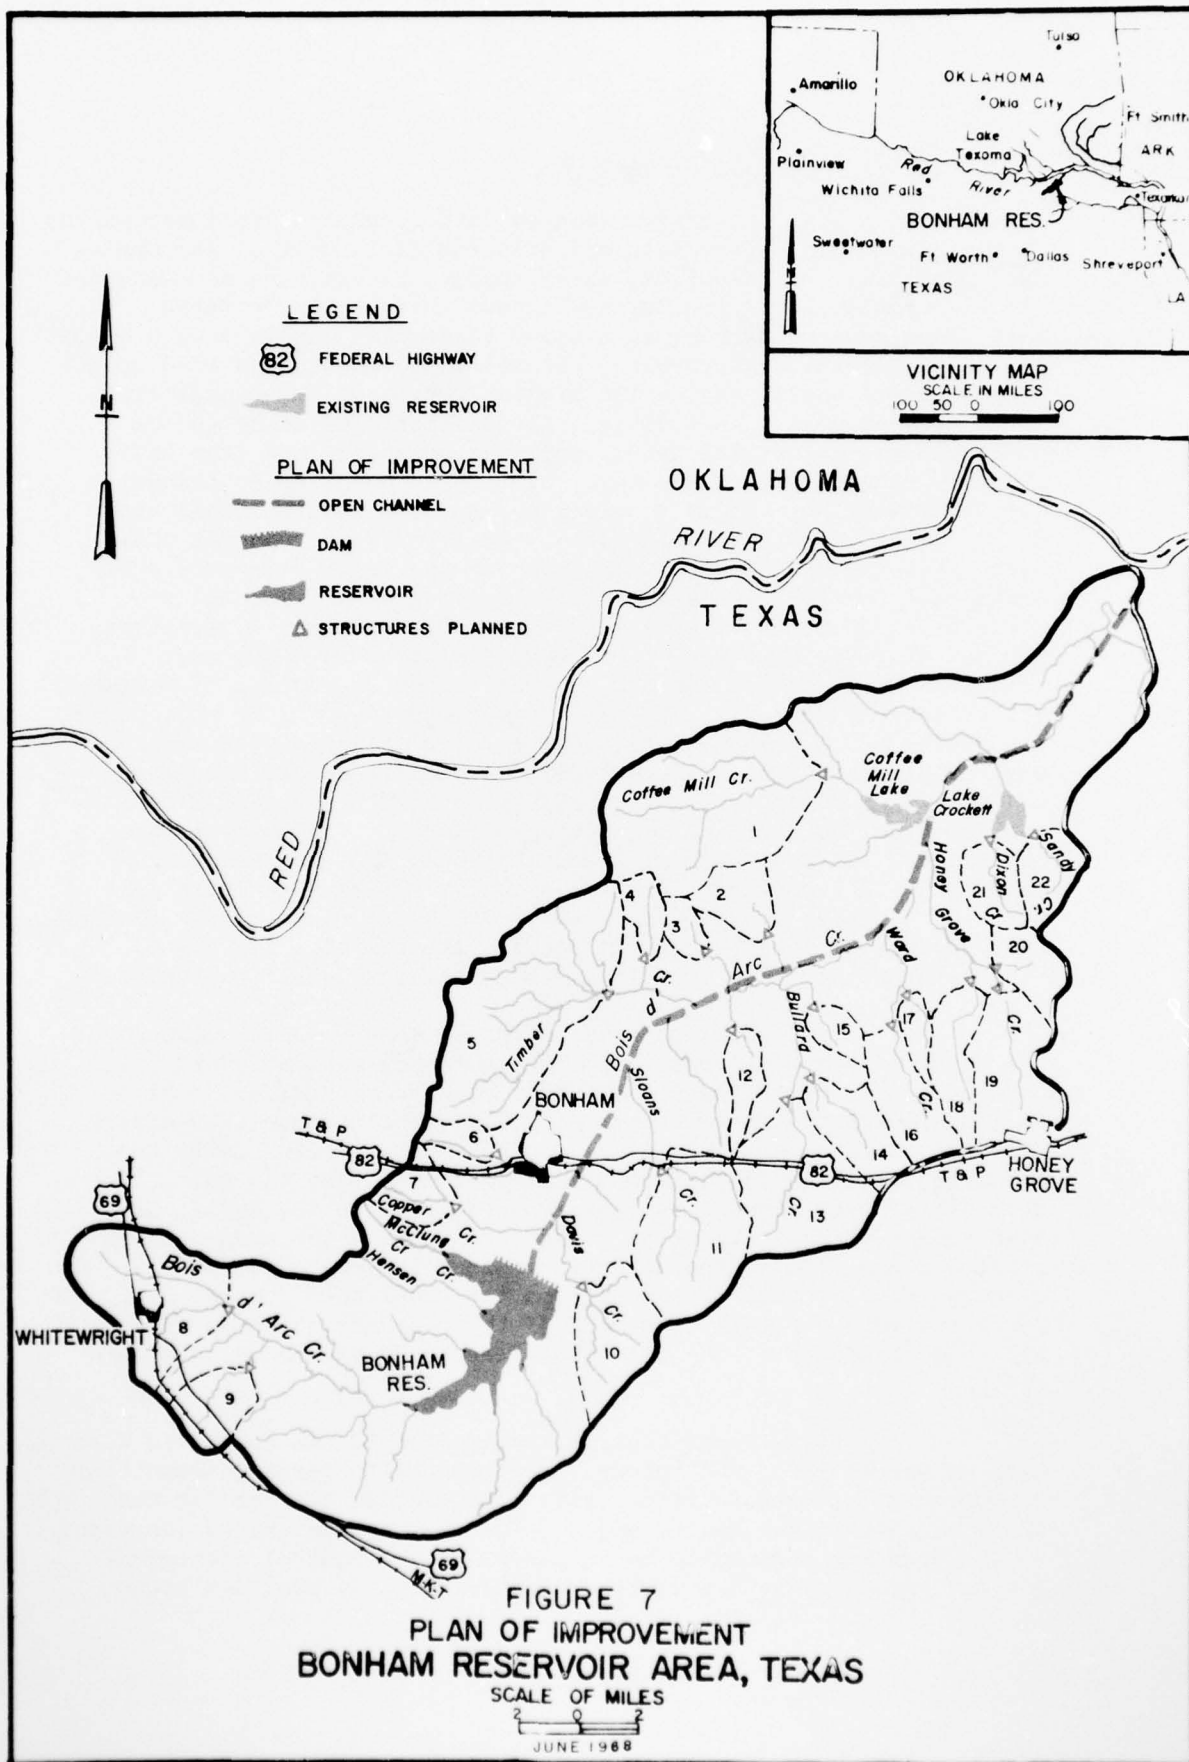 Tulsa
Amarillo
OKLAHOMA
Okla City
Ft Smith
Lake
Texoma
ARK
Plainview
Red
River
Wichita Falls
BONHAM RES.
Sweetwater
Ft Worth
Dallas
Shreveport
TEXAS
LA
N
VICINITY MAP
SCALE IN MILES
100 50 0 100
LEGEND
82 FEDERAL HIGHWAY
EXISTING RESERVOIR
N
PLAN OF IMPROVEMENT
OPEN CHANNEL
DAM
RESERVOIR
STRUCTURES PLANNED
OKLAHOMA
RIVER
TEXAS
RED
Coffee Mill Cr.
Coffee
Mill
Lake
Lake
Crockett
1
Honey Grove Cr.
Dixon Cr.
Sandy Cr.
21
22
20
4
3
2
Ward Cr.
Bois d' Arc Cr.
Bullard Cr.
5
Timber Cr.
Sloans Cr.
12
15
17
19
18
16
14
BONHAM
T & P
82
6
7
82
T & P
HONEY
GROVE
69
Copper
McClung Cr.
Cr
Hensen Cr.
Davis Cr.
11
13
10
Bois d' Arc Cr.
WHITEWRIGHT
8
9
BONHAM
RES.
69
M-K-T
FIGURE 7
PLAN OF IMPROVEMENT
BONHAM RESERVOIR AREA, TEXAS
SCALE OF MILES
2 0 2
JUNE 1968